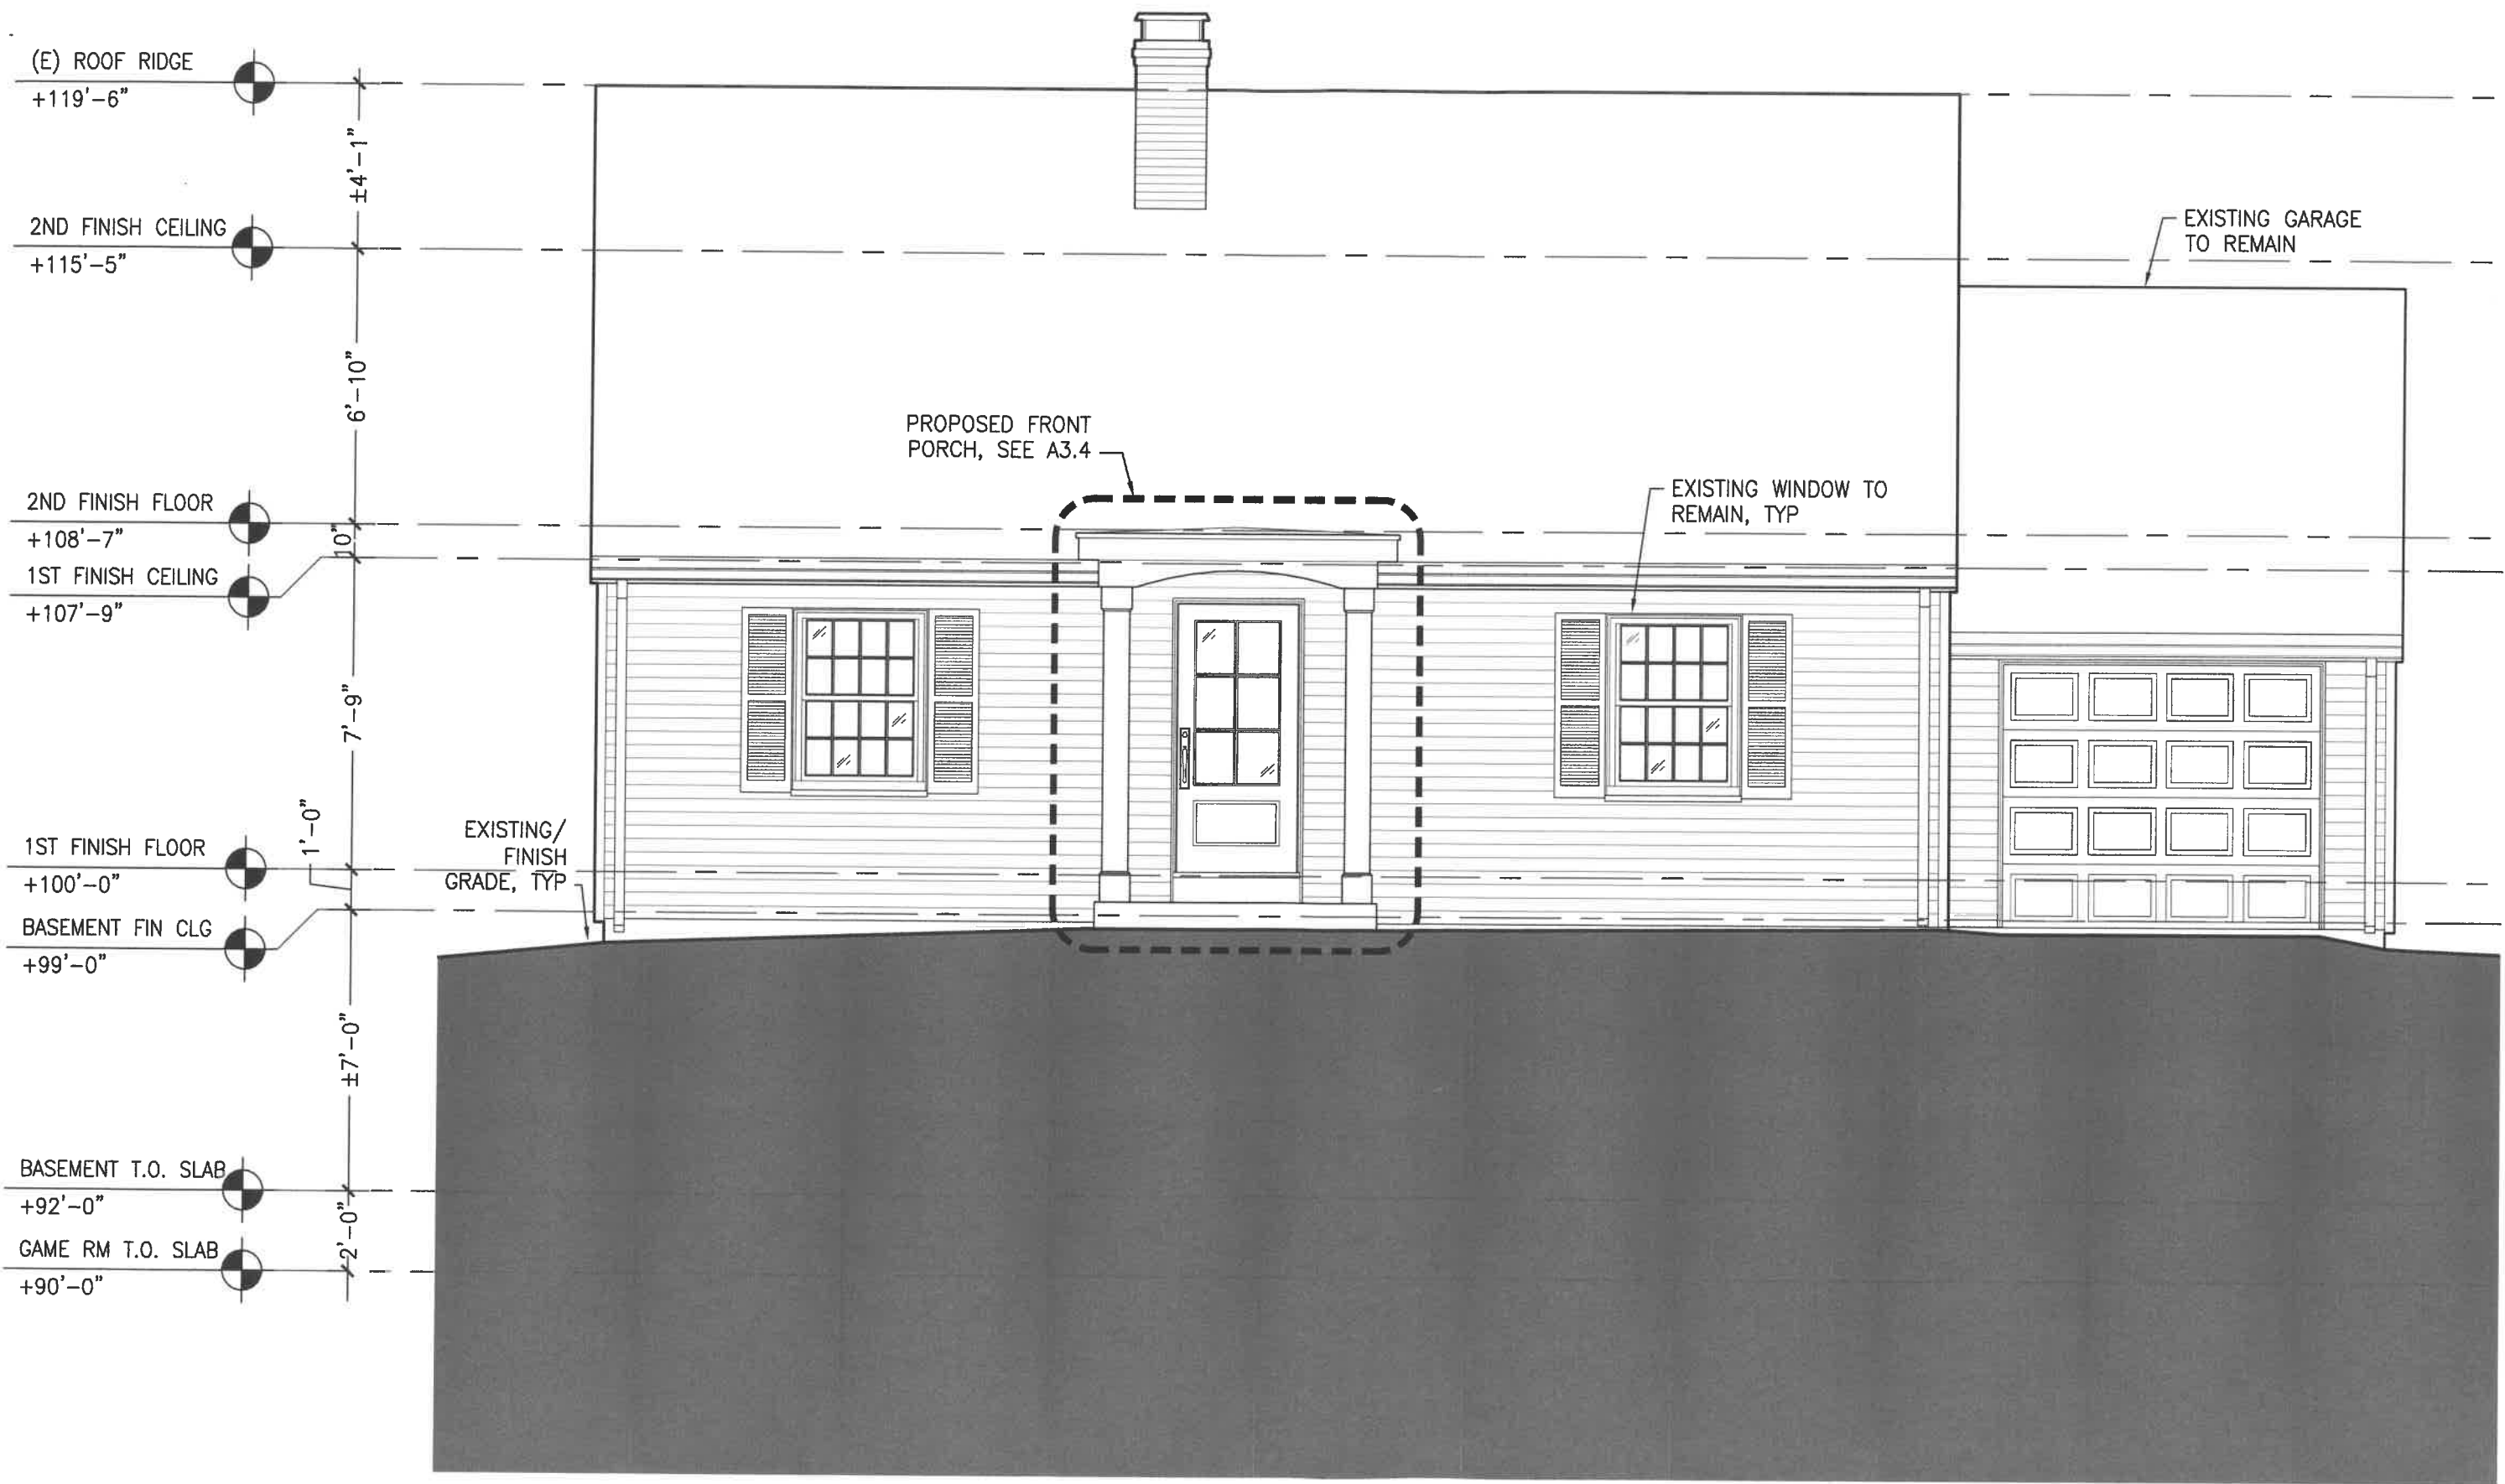 (E) ROOF RIDGE
+119'-6"
±4'-1"
2ND FINISH CEILING
+115'-5"
6'-10"
2ND FINISH FLOOR
+108'-7"
10"
1ST FINISH CEILING
+107'-9"
7'-9"
1ST FINISH FLOOR
+100'-0"
1'-0"
BASEMENT FIN CLG
+99'-0"
±7'-0"
BASEMENT T.O. SLAB
+92'-0"
2'-0"
GAME RM T.O. SLAB
+90'-0"
EXISTING GARAGE
TO REMAIN
PROPOSED FRONT
PORCH, SEE A3.4
EXISTING WINDOW TO
REMAIN, TYP
EXISTING/
FINISH
GRADE, TYP